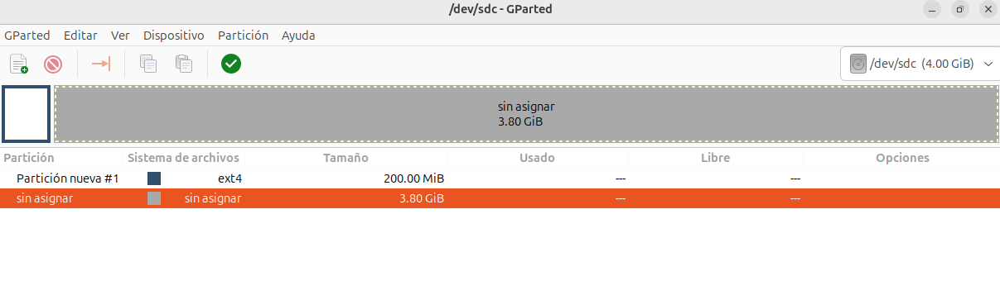 /dev/sdc - GParted
GParted Editar Ver Dispositivo Partición Ayuda
/dev/sdc (4.00 GiB)
sin asignar
3.80 GiB
Partición Sistema de archivos Tamaño Usado Libre Opciones
Partición nueva #1 ext4 200.00 MiB --- ---
sin asignar sin asignar 3.80 GiB --- ---